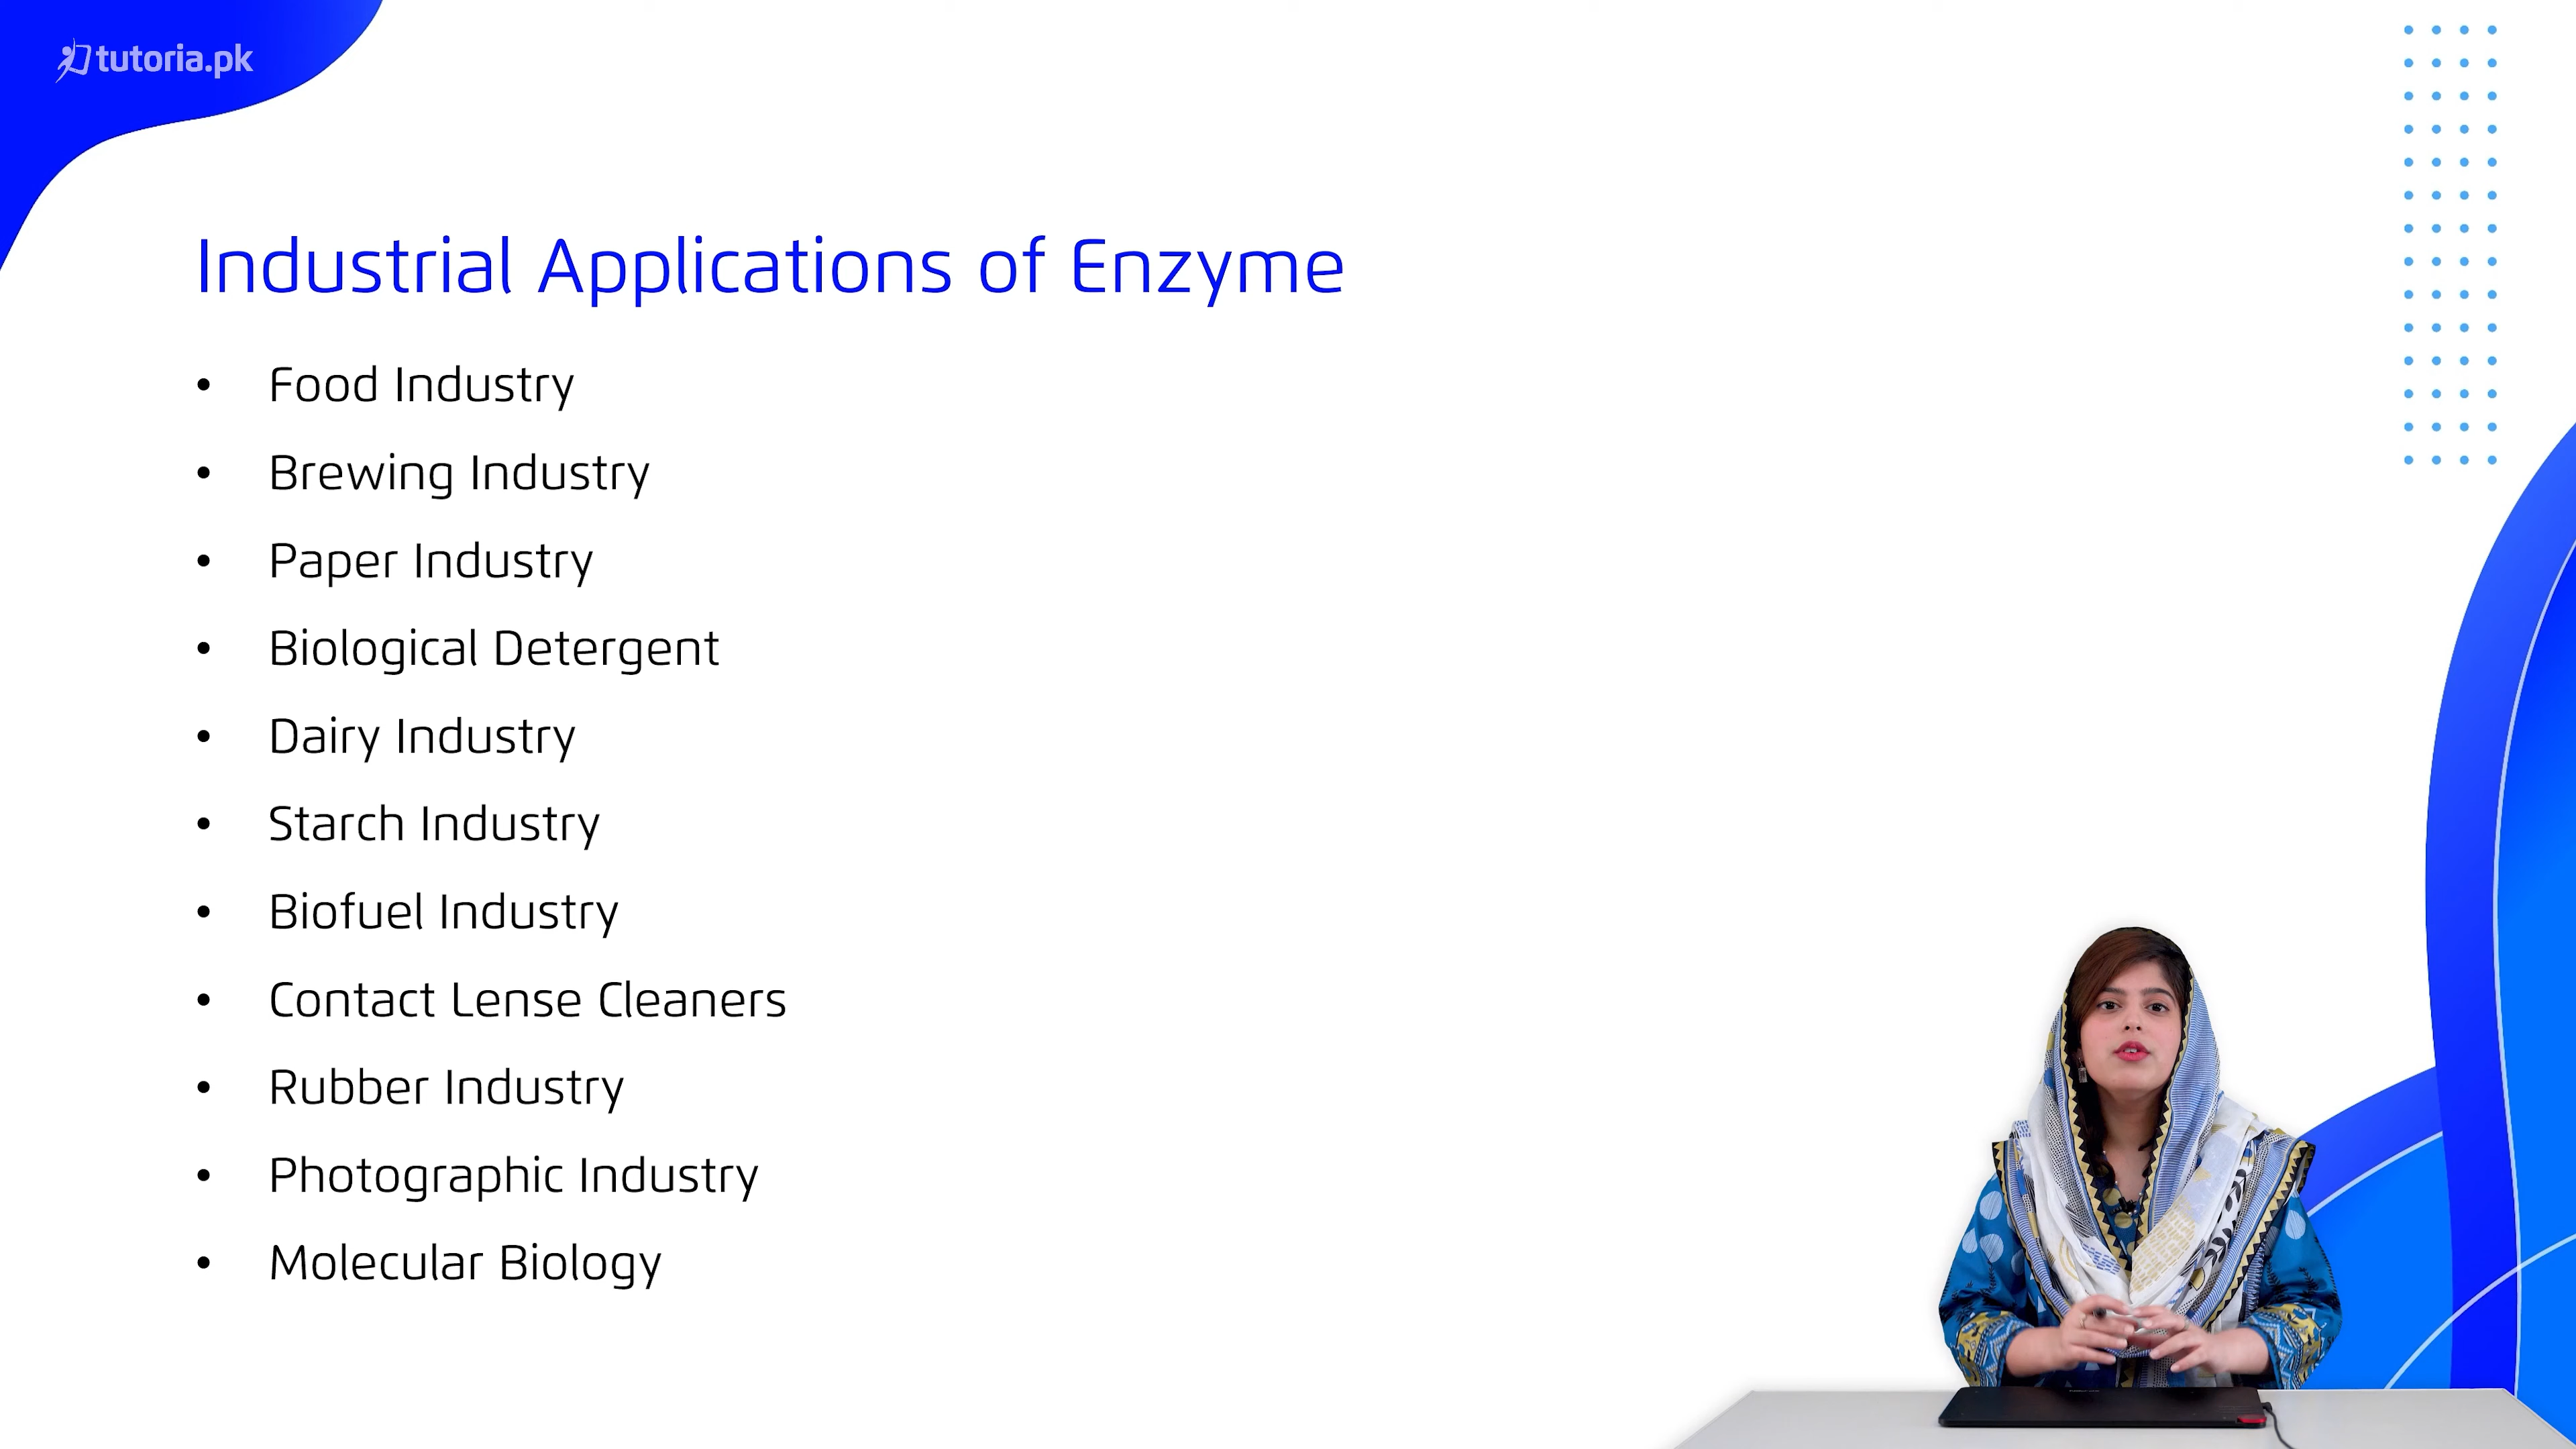 tutoria.pk
Industrial Applications of Enzyme
• Food Industry
• Brewing Industry
• Paper Industry
• Biological Detergent
• Dairy Industry
• Starch Industry
• Biofuel Industry
• Contact Lense Cleaners
• Rubber Industry
• Photographic Industry
• Molecular Biology